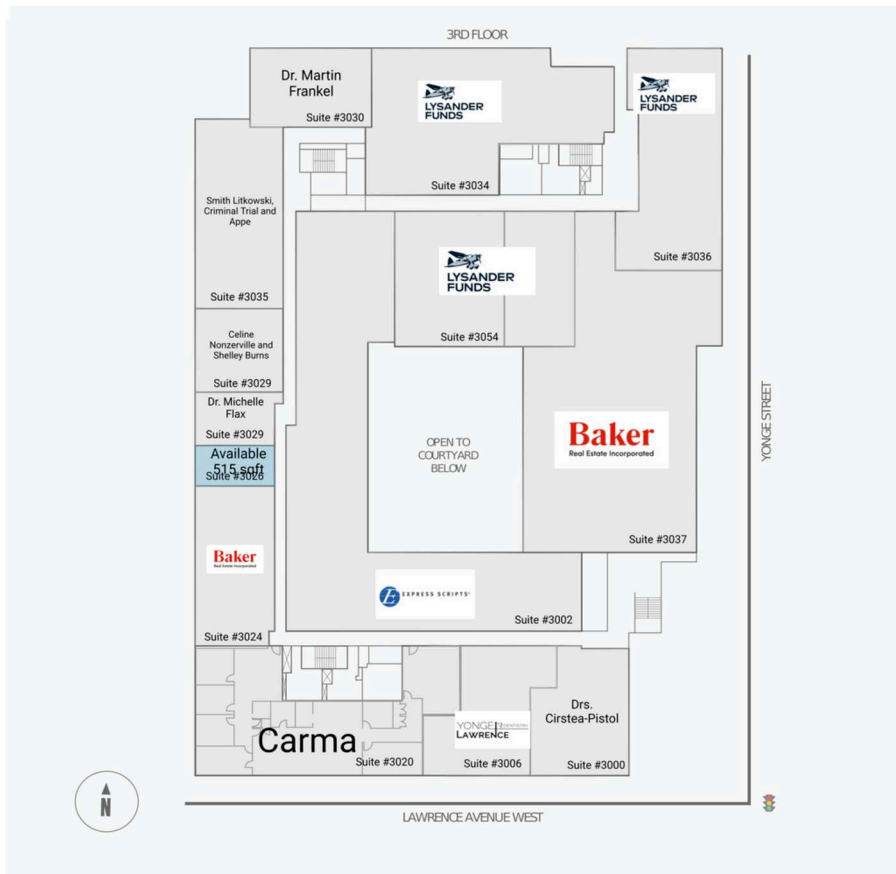 3RD FLOOR
Dr. Martin
Frankel
Suite #3030
LYSANDER
FUNDS
Suite #3034
LYSANDER
FUNDS
Suite #3036
Smith Litkowski,
Criminal Trial and
Appe
Suite #3035
LYSANDER
FUNDS
Suite #3054
Celine
Nonzerville and
Shelley Burns
Suite #3029
Dr. Michelle
Flax
Suite #3029
Available
515 sqft
Suite #3026
OPEN TO
COURTYARD
BELOW
Baker
Real Estate Incorporated
Suite #3037
YONGE STREET
Baker
Real Estate Incorporated
Suite #3024
E EXPRESS SCRIPTS®
Suite #3002
Carma
Suite #3020
YONGE
LAWRENCE
Suite #3006
Drs.
Cirstea-Pistol
Suite #3000
N
LAWRENCE AVENUE WEST